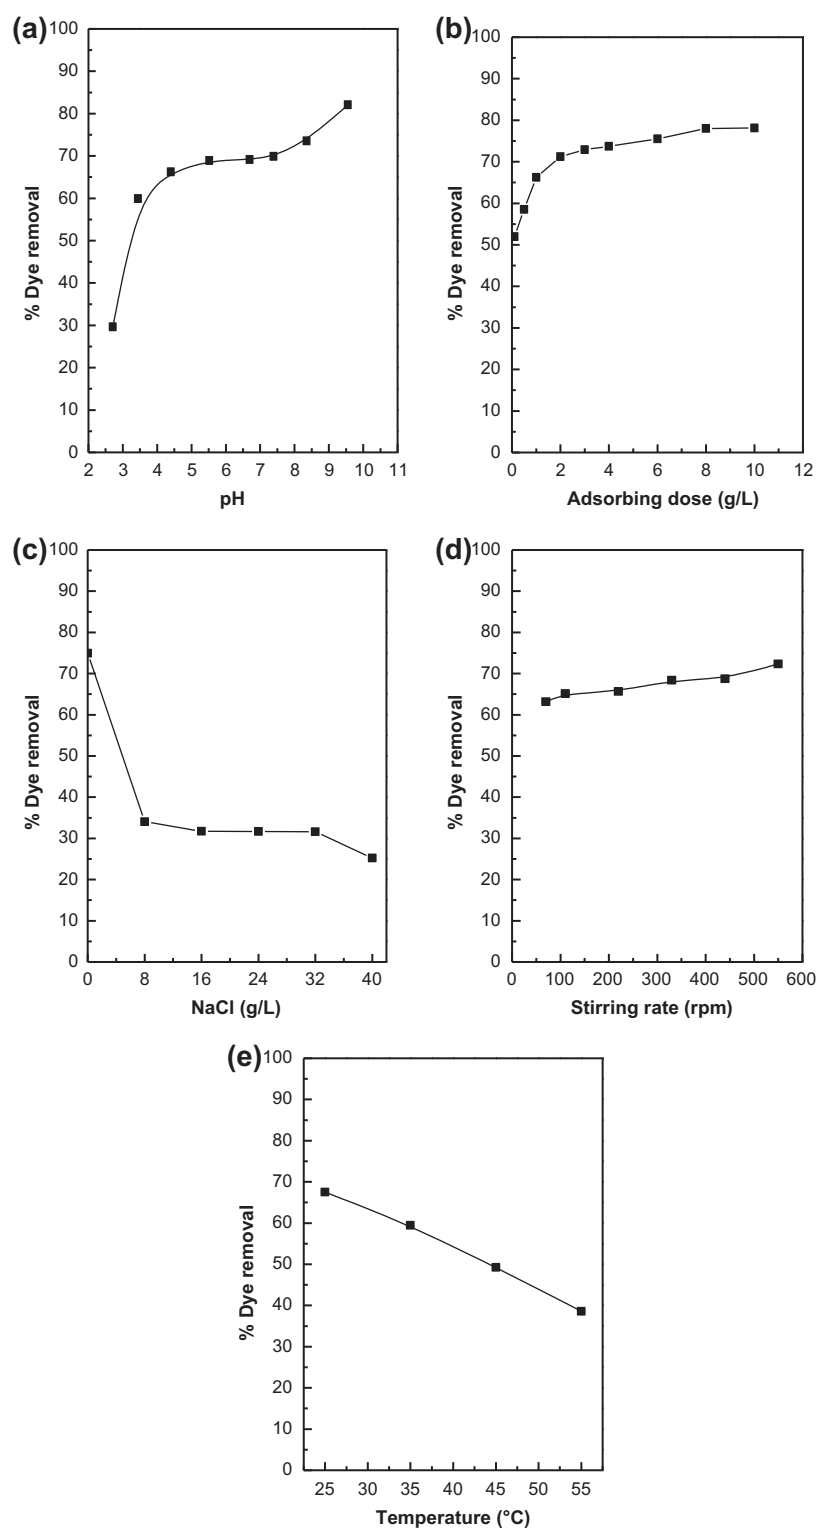 (a)
100
90
80
70
60
50
40
30
20
10
0
% Dye removal
2 3 4 5 6 7 8 9 10 11
pH
(b)
100
90
80
70
60
50
40
30
20
10
0
% Dye removal
0 2 4 6 8 10 12
Adsorbing dose (g/L)
(c)
100
90
80
70
60
50
40
30
20
10
0
% Dye removal
0 8 16 24 32 40
NaCl (g/L)
(d)
100
90
80
70
60
50
40
30
20
10
0
% Dye removal
0 100 200 300 400 500 600
Stirring rate (rpm)
(e)
100
90
80
70
60
50
40
30
20
10
0
% Dye removal
25 30 35 40 45 50 55
Temperature (°C)